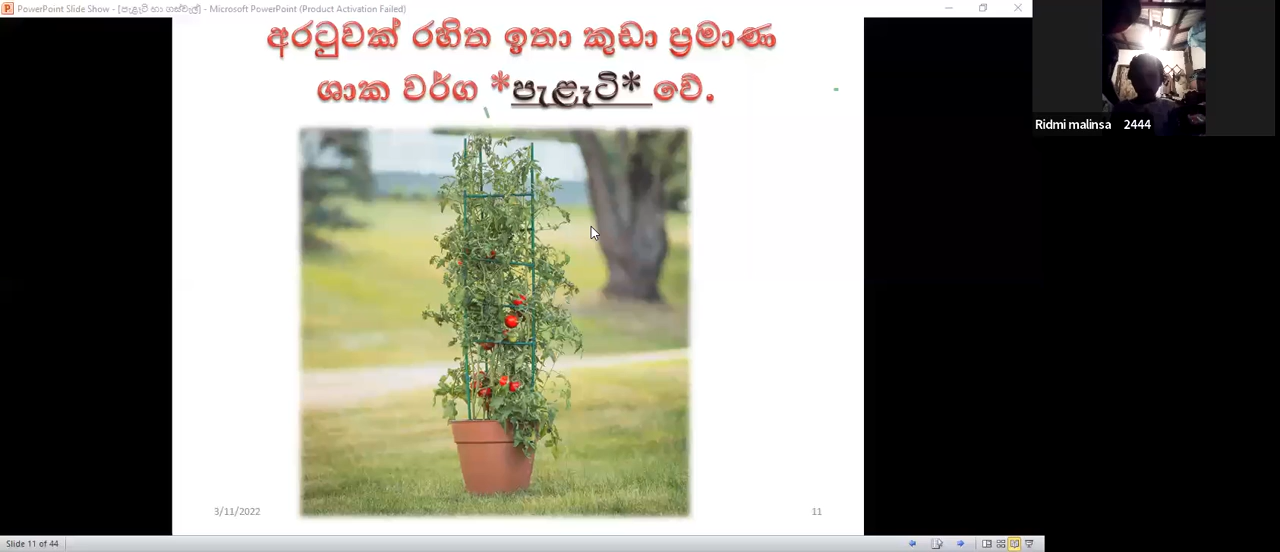 PowerPoint Slide Show - [පැළෑටි හා ගස්වැල්] - Microsoft PowerPoint (Product Activation Failed)
අරටුවක් රහිත ඉතා කුඩා ප්‍රමාණ
ශාක වර්ග *පැළෑටි* වේ.
Ridmi malinsa 2444
3/11/2022
11
Slide 11 of 44